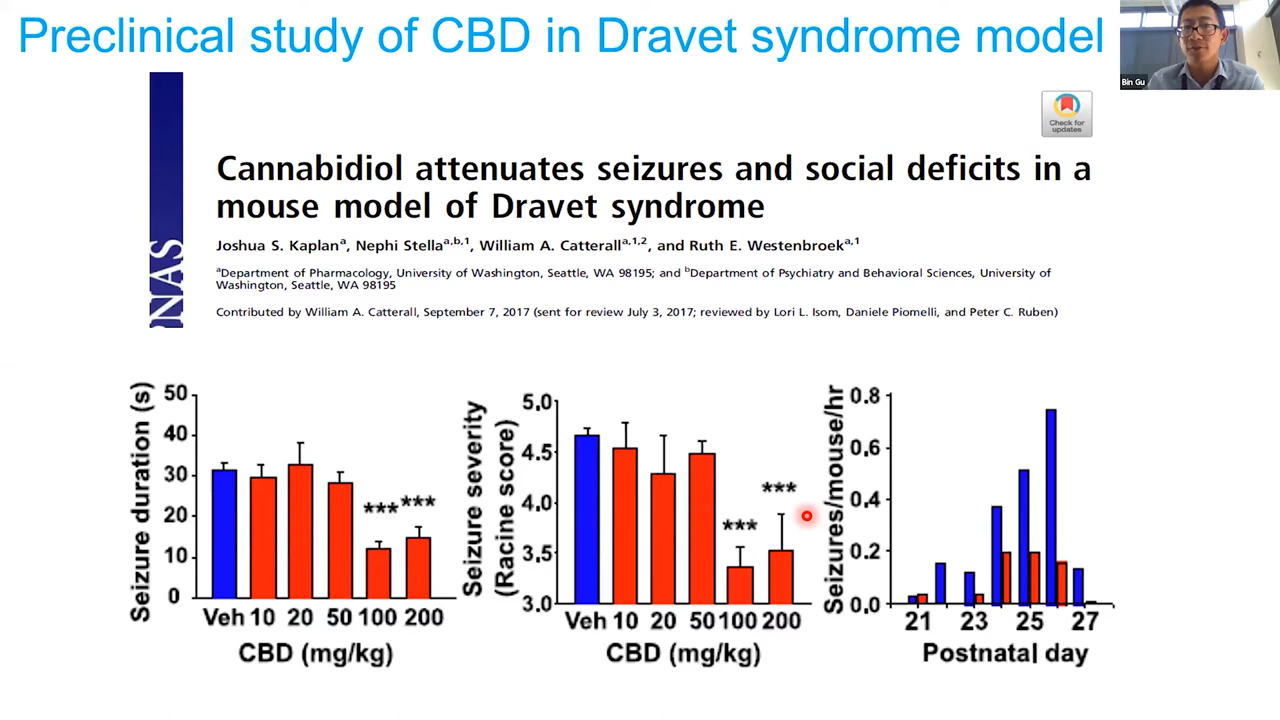 Preclinical study of CBD in Dravet syndrome model
Bin Gu
PNAS
Check for
updates
Cannabidiol attenuates seizures and social deficits in a
mouse model of Dravet syndrome
Joshua S. Kaplanᵃ, Nephi Stellaᵃ,ᵇ,¹, William A. Catterallᵃ,¹,², and Ruth E. Westenbroekᵃ,¹
ᵃDepartment of Pharmacology, University of Washington, Seattle, WA 98195; and ᵇDepartment of Psychiatry and Behavioral Sciences, University of
Washington, Seattle, WA 98195
Contributed by William A. Catterall, September 7, 2017 (sent for review July 3, 2017; reviewed by Lori L. Isom, Daniele Piomelli, and Peter C. Ruben)
Seizure duration (s)
50
40
30
20
10
0
*** ***
Veh 10 20 50 100 200
CBD (mg/kg)
Seizure severity
(Racine score)
5.0
4.5
4.0
3.5
3.0
*** ***
Veh 10 20 50 100 200
CBD (mg/kg)
Seizures/mouse/hr
0.8
0.6
0.4
0.2
0.0
21 23 25 27
Postnatal day